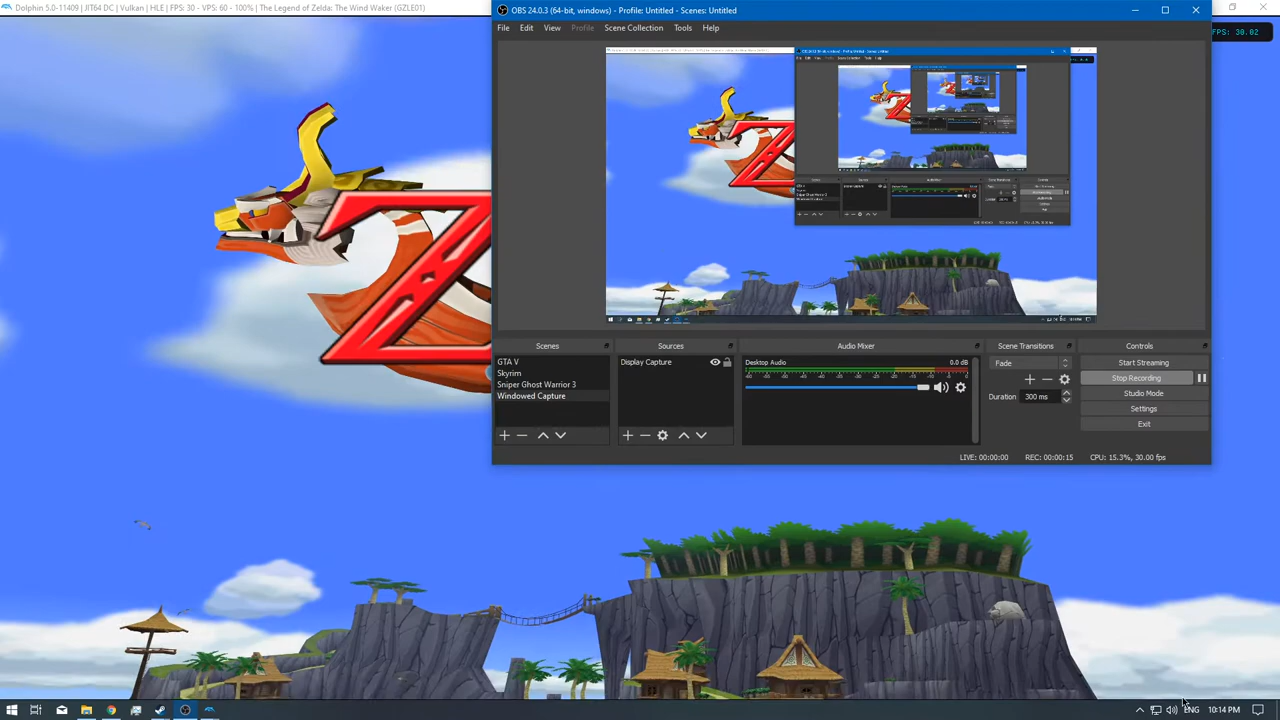 Dolphin 5.0-11409 | JIT64 DC | Vulkan | HLE | FPS: 30 - VPS: 60 - 100% | The Legend of Zelda: The Wind Waker (GZLE01)
OBS 24.0.3 (64-bit, windows) - Profile: Untitled - Scenes: Untitled
File Edit View Profile Scene Collection Tools Help
FPS: 30.02
Z
Scenes
Sources
Audio Mixer
Scene Transitions
Controls
GTA V
Skyrim
Sniper Ghost Warrior 3
Windowed Capture
Display Capture
Desktop Audio
0.0 dB
Fade
Duration 300 ms
Start Streaming
Stop Recording
Studio Mode
Settings
Exit
LIVE: 00:00:00 REC: 00:00:15 CPU: 15.3%, 30.00 fps
ENG 10:14 PM